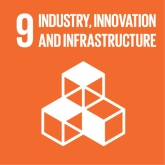 9 INDUSTRY, INNOVATION
AND INFRASTRUCTURE